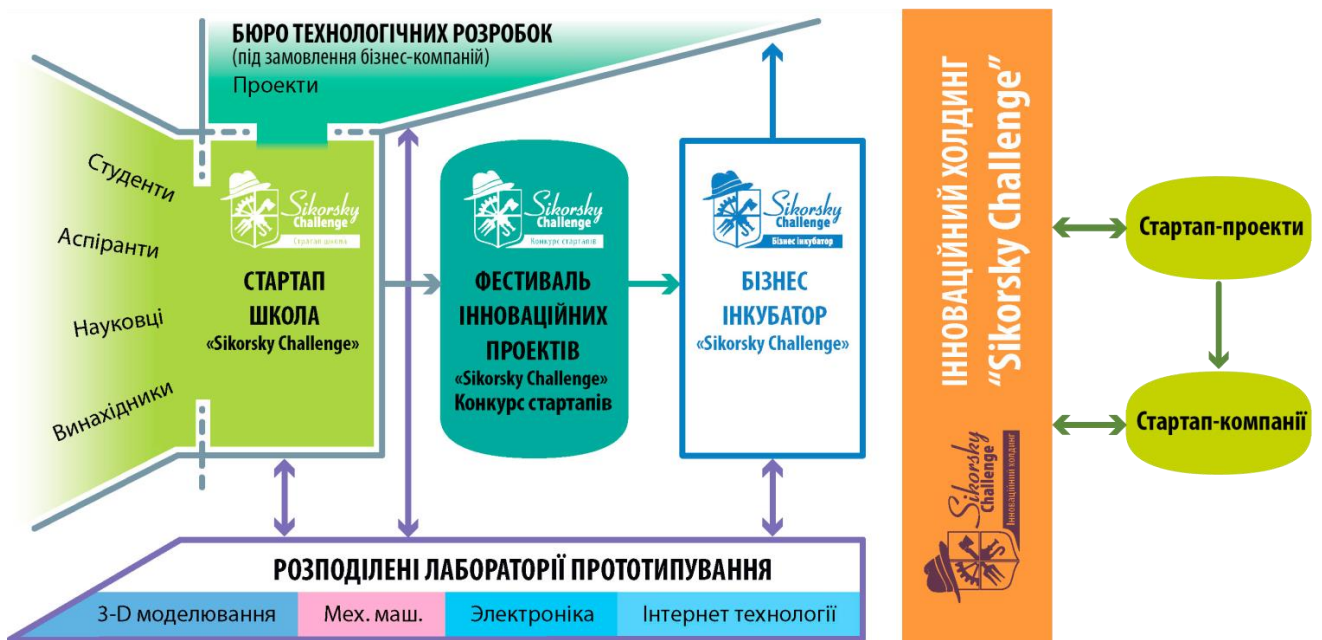 БЮРО ТЕХНОЛОГІЧНИХ РОЗРОБОК
(під замовлення бізнес-компаній)
Проекти
Студенти
Аспіранти
Науковці
Винахідники
Sikorsky
Challenge
Стартап школа
СТАРТАП
ШКОЛА
«Sikorsky Challenge»
Sikorsky
Challenge
Конкурс стартапів
ФЕСТИВАЛЬ
ІННОВАЦІЙНИХ
ПРОЕКТІВ
«Sikorsky Challenge»
Конкурс стартапів
Sikorsky
Challenge
Бізнес інкубатор
БІЗНЕС
ІНКУБАТОР
«Sikorsky Challenge»
РОЗПОДІЛЕНІ ЛАБОРАТОРІЇ ПРОТОТИПУВАННЯ
3-D моделювання
Мех. маш.
Электроніка
Інтернет технології
ІННОВАЦІЙНИЙ ХОЛДИНГ
“Sikorsky Challenge”
Sikorsky
Challenge
Інноваційний холдинг
Стартап-проекти
Стартап-компанії